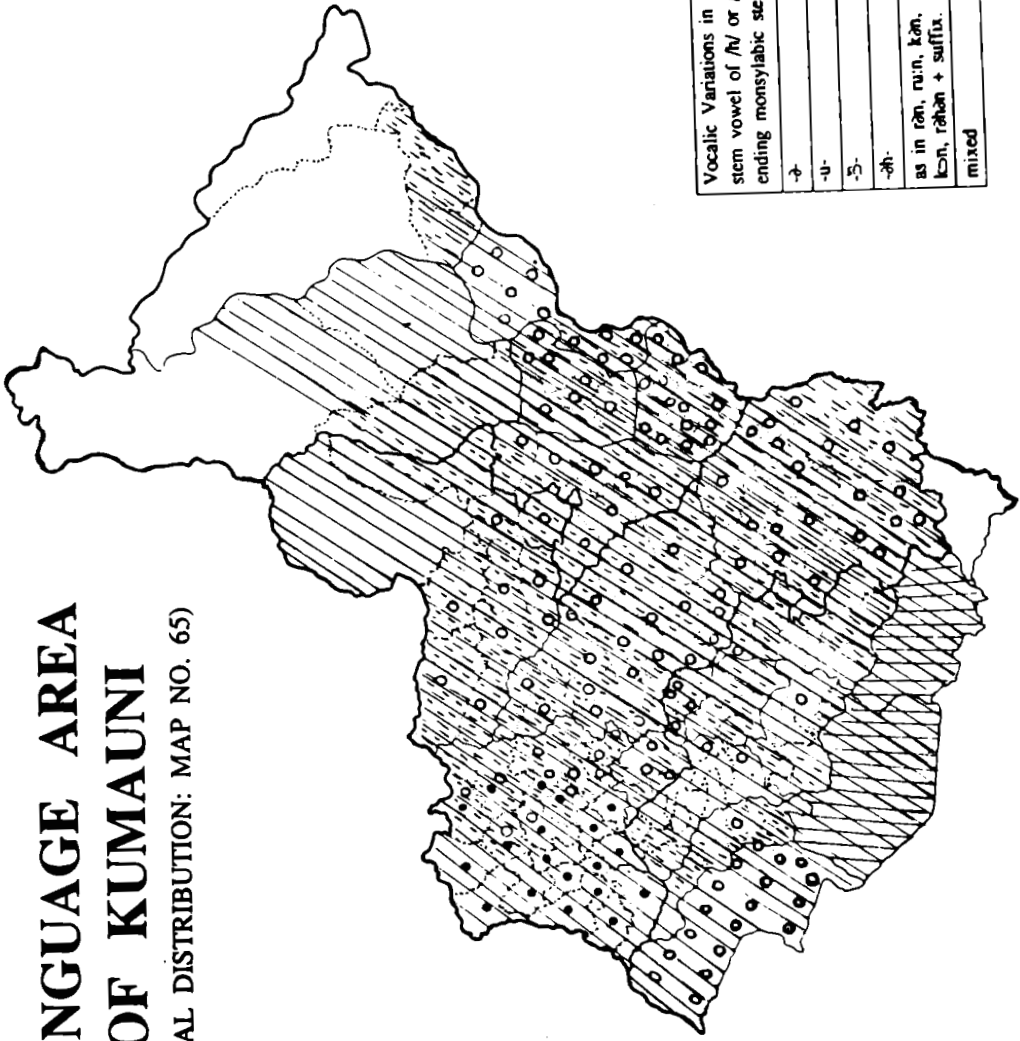 NGUAGE AREA
OF KUMAUNI
AL DISTRIBUTION: MAP NO. 65)
Vocalic Variations in
stem vowel of /h/ or
ending monsylabic ste
-ə-
-u-
-ɔ̃-
-əh-
as in rən, ru:n, kən,
kɔn, rəhən + suffix.
mixed